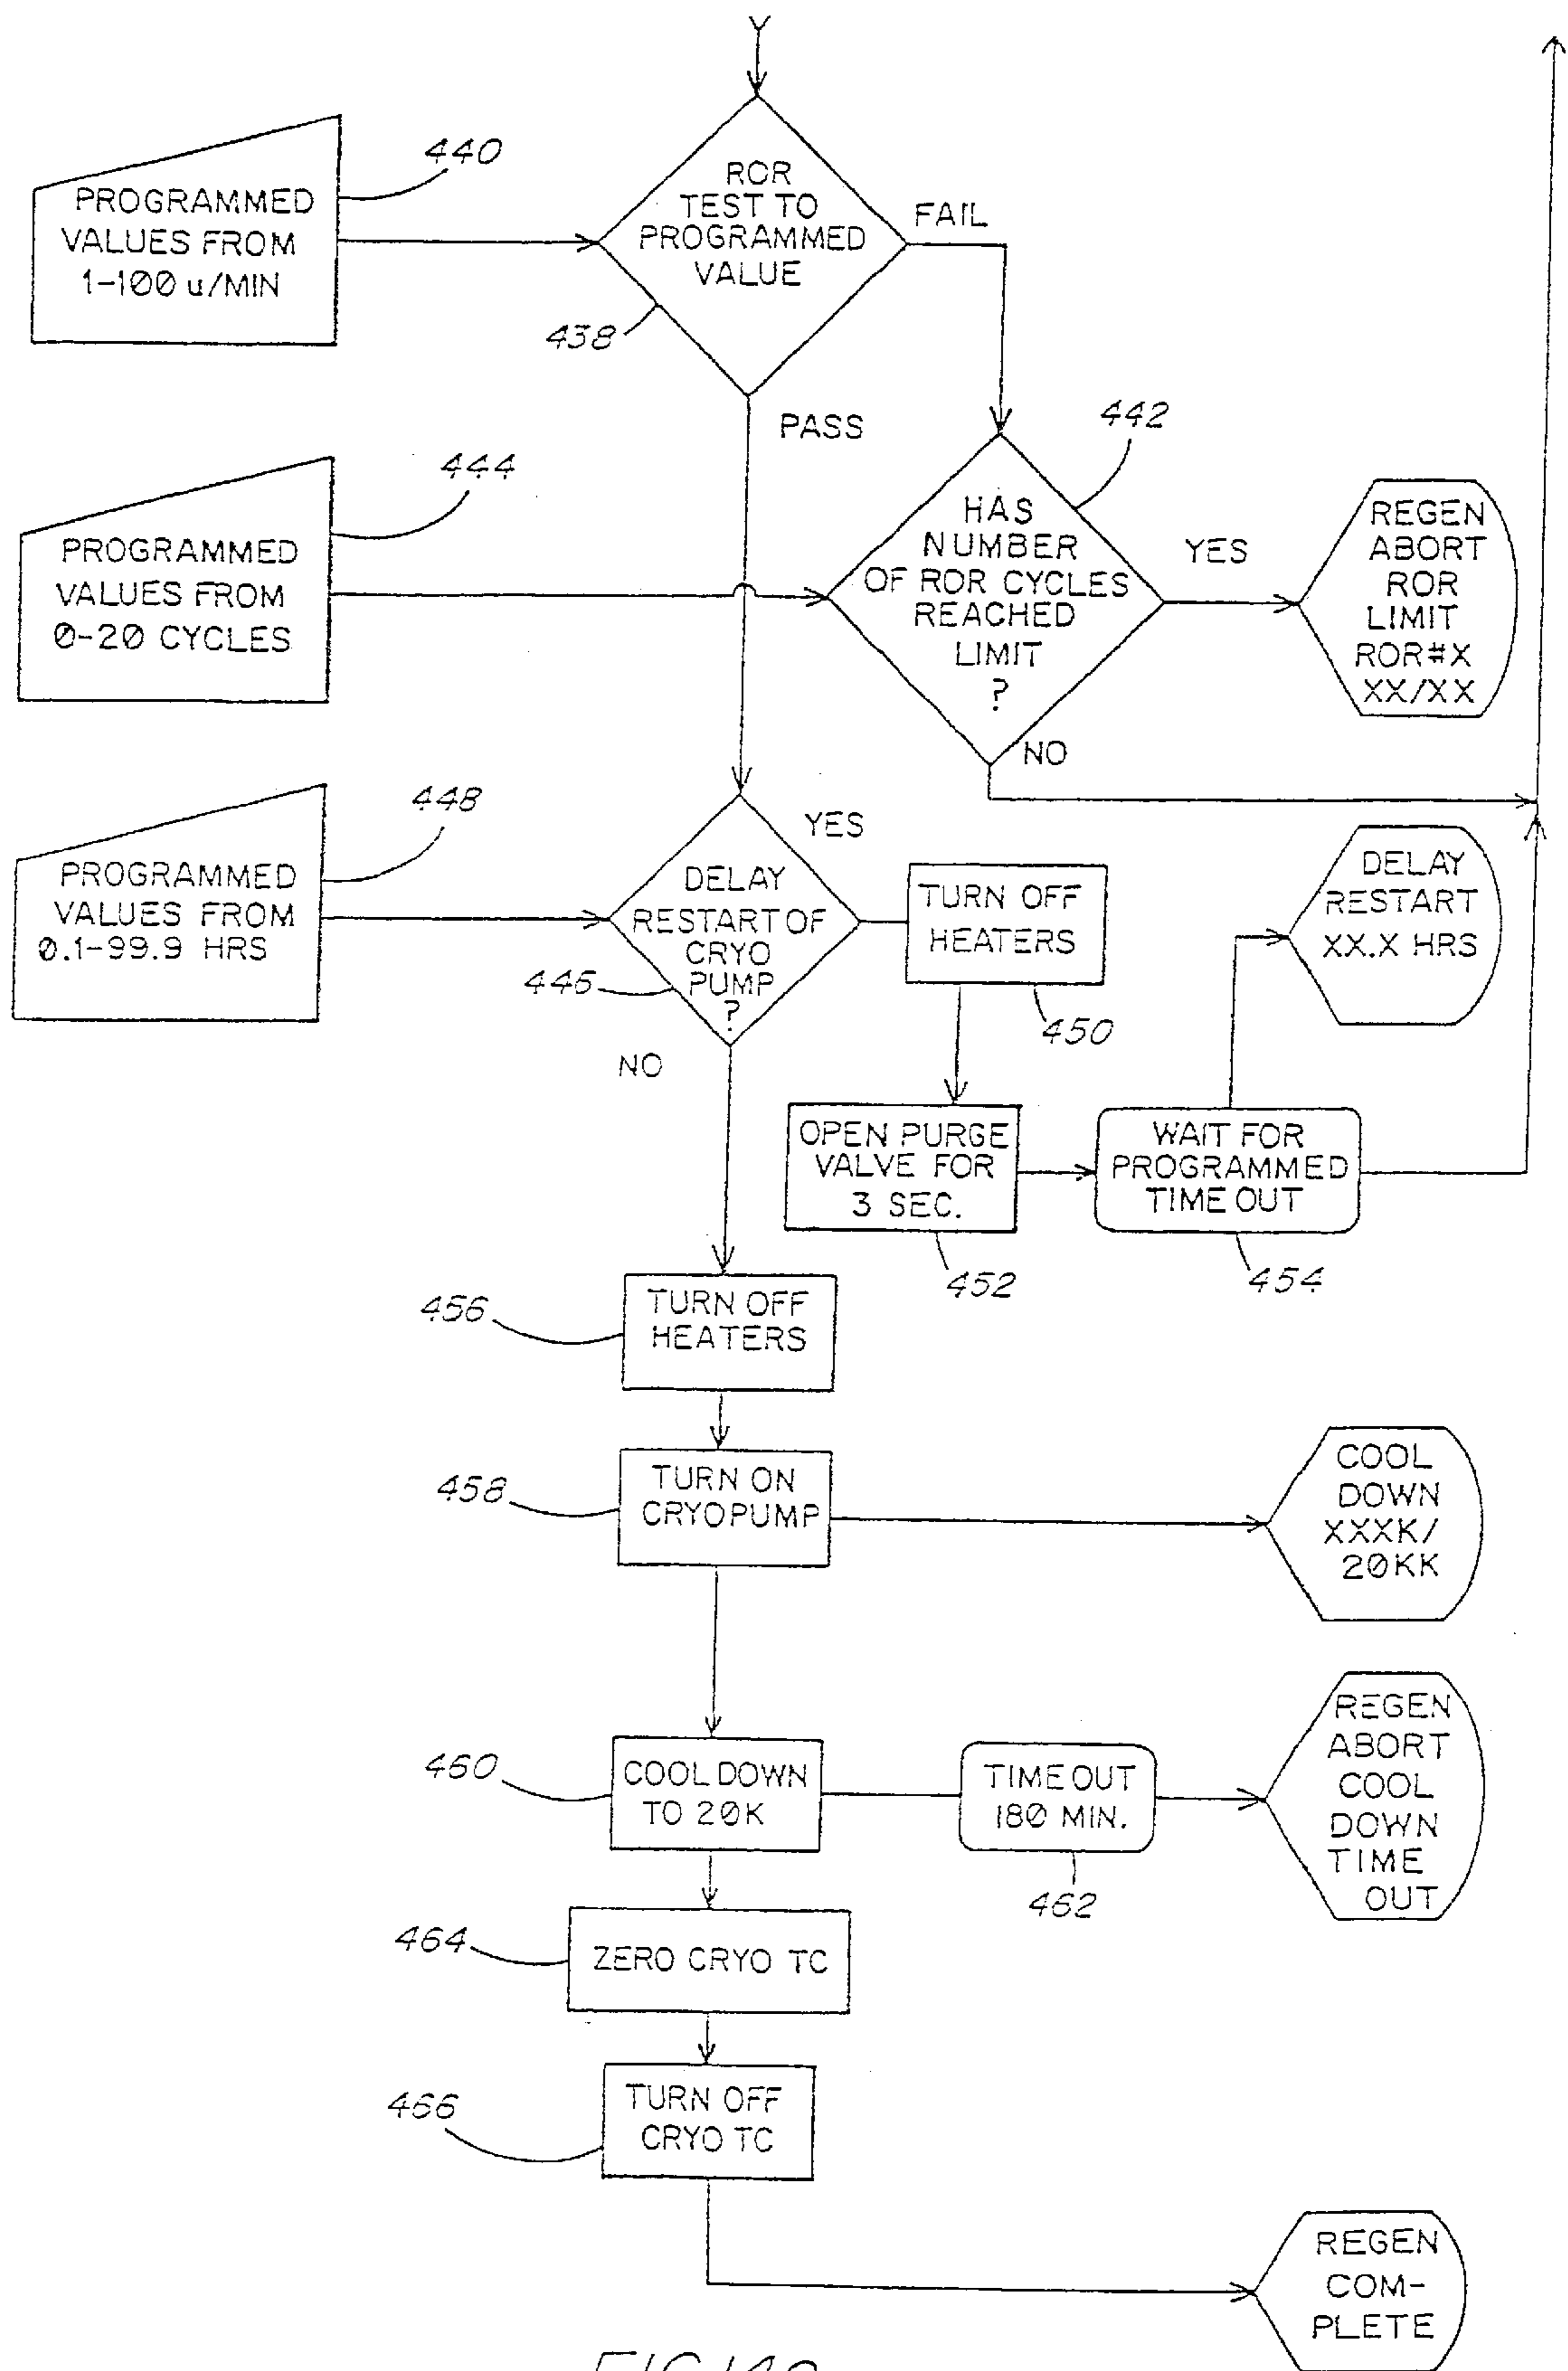 Y
440
PROGRAMMED
VALUES FROM
1-100 u/MIN
ROR
TEST TO
PROGRAMMED
VALUE
FAIL
438
PASS
442
444
PROGRAMMED
VALUES FROM
0-20 CYCLES
HAS
NUMBER
OF ROR CYCLES
REACHED
LIMIT
?
YES
REGEN
ABORT
ROR
LIMIT
ROR#X
XX/XX
NO
448
PROGRAMMED
VALUES FROM
0.1-99.9 HRS
YES
DELAY
RESTART OF
CRYO
PUMP
?
446
TURN OFF
HEATERS
450
DELAY
RESTART
XX.X HRS
NO
OPEN PURGE
VALVE FOR
3 SEC.
452
WAIT FOR
PROGRAMMED
TIME OUT
454
456
TURN OFF
HEATERS
458
TURN ON
CRYOPUMP
COOL
DOWN
XXXK/
20KK
460
COOL DOWN
TO 20K
TIME OUT
180 MIN.
462
REGEN
ABORT
COOL
DOWN
TIME
OUT
464
ZERO CRYO TC
466
TURN OFF
CRYO TC
REGEN
COM-
PLETE